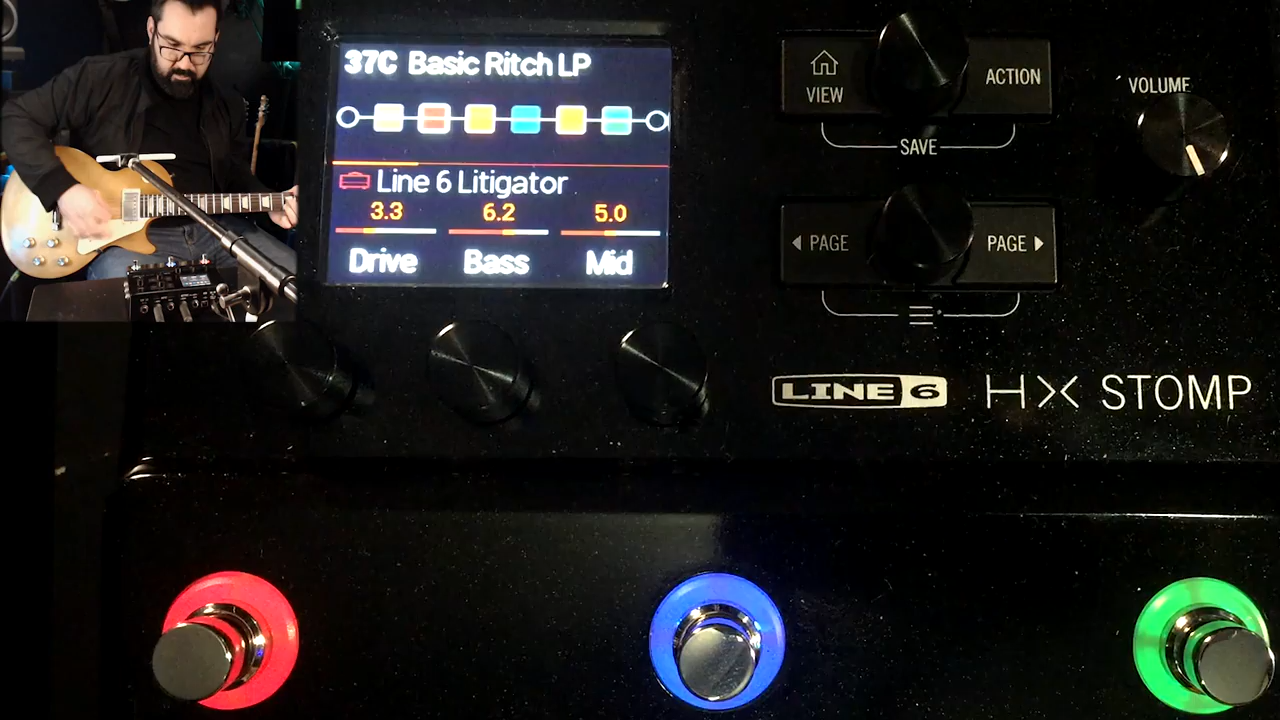 37C Basic Ritch LP
Line 6 Litigator
3.3 6.2 5.0
Drive Bass Mid
VIEW
ACTION
SAVE
VOLUME
PAGE
PAGE
LINE 6 HX STOMP